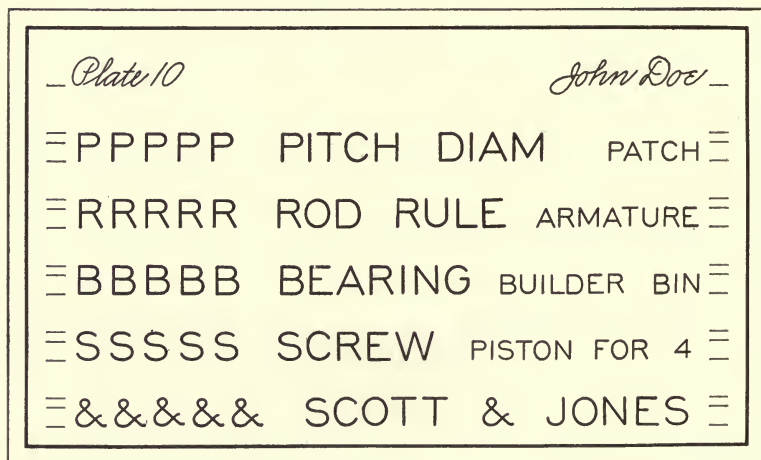 Plate 10 John Doe
PPPPP PITCH DIAM PATCH
RRRRR ROD RULE ARMATURE
BBBBB BEARING BUILDER BIN
SSSSS SCREW PISTON FOR 4
&&&&& SCOTT & JONES